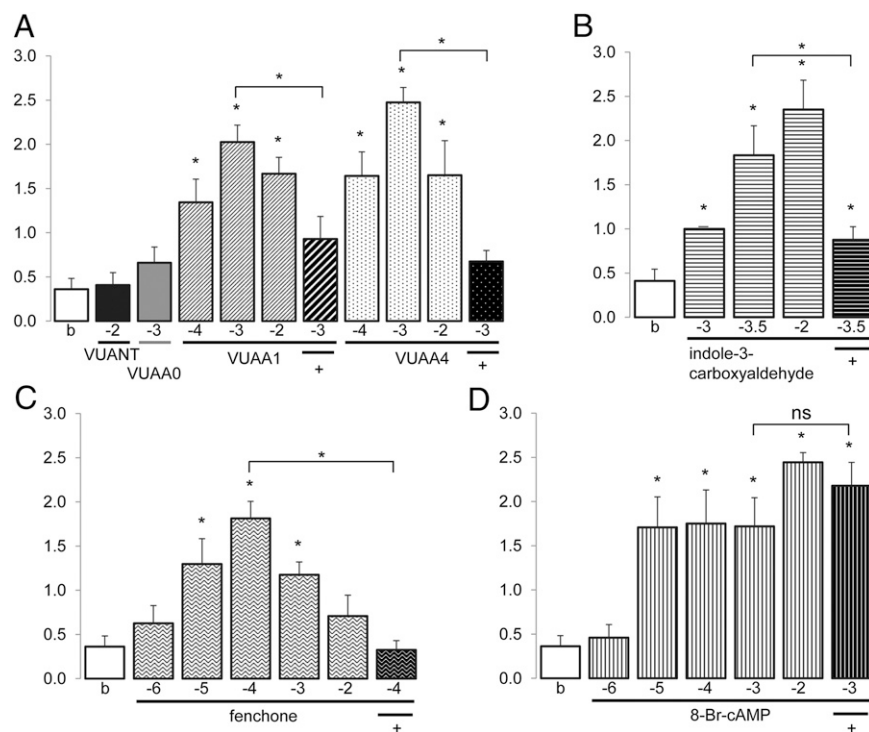 A
3.0
2.5
2.0
1.5
1.0
0.5
0.0
* * * * * * * *
b -2 -3 -4 -3 -2 -3 -4 -3 -2 -3
VUANT VUAA1 VUAA4
VUAA0 + +
B
3.0
2.5
2.0
1.5
1.0
0.5
0.0
*
* * * *
b -3 -3.5 -2 -3.5
indole-3-
carboxyaldehyde +
C
3.0
2.5
2.0
1.5
1.0
0.5
0.0
*
* * *
b -6 -5 -4 -3 -2 -4
fenchone
+
D
3.0
2.5
2.0
1.5
1.0
0.5
0.0
ns
* * * * *
b -6 -5 -4 -3 -2 -3
8-Br-cAMP
+